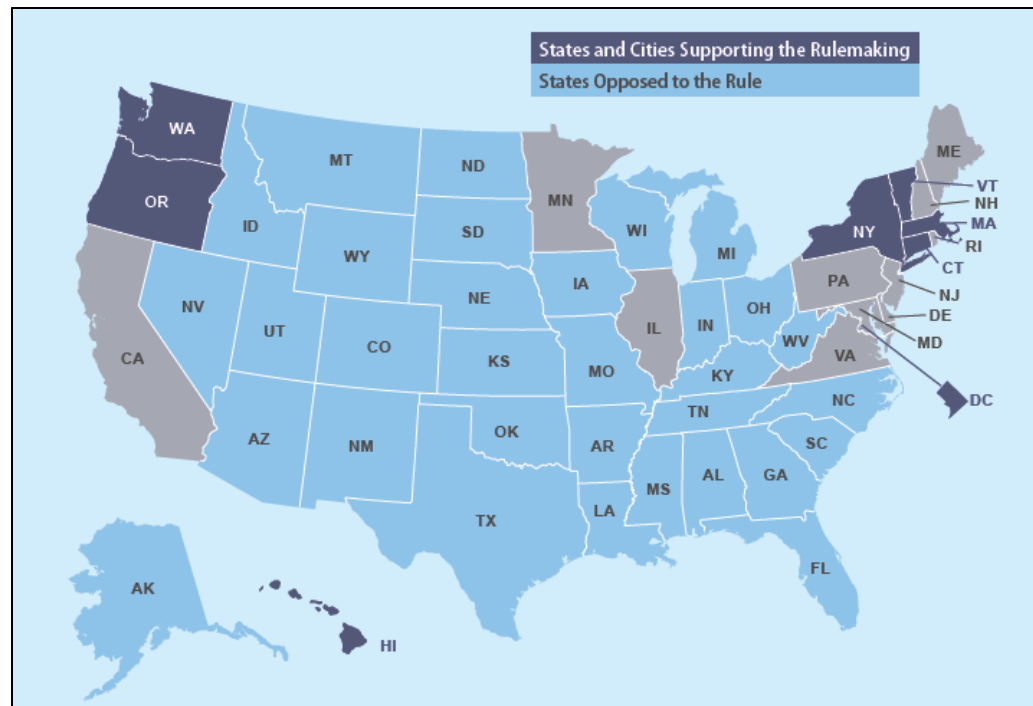 States and Cities Supporting the Rulemaking
States Opposed to the Rule
WA
MT
ND
MN
ME
VT
NH
OR
ID
SD
WI
MI
NY
MA
RI
CT
WY
IA
PA
NJ
NV
NE
OH
DE
UT
CO
IL
IN
WV
MD
CA
KS
MO
KY
VA
DC
AZ
NM
OK
AR
TN
NC
SC
MS
AL
GA
TX
LA
FL
AK
HI